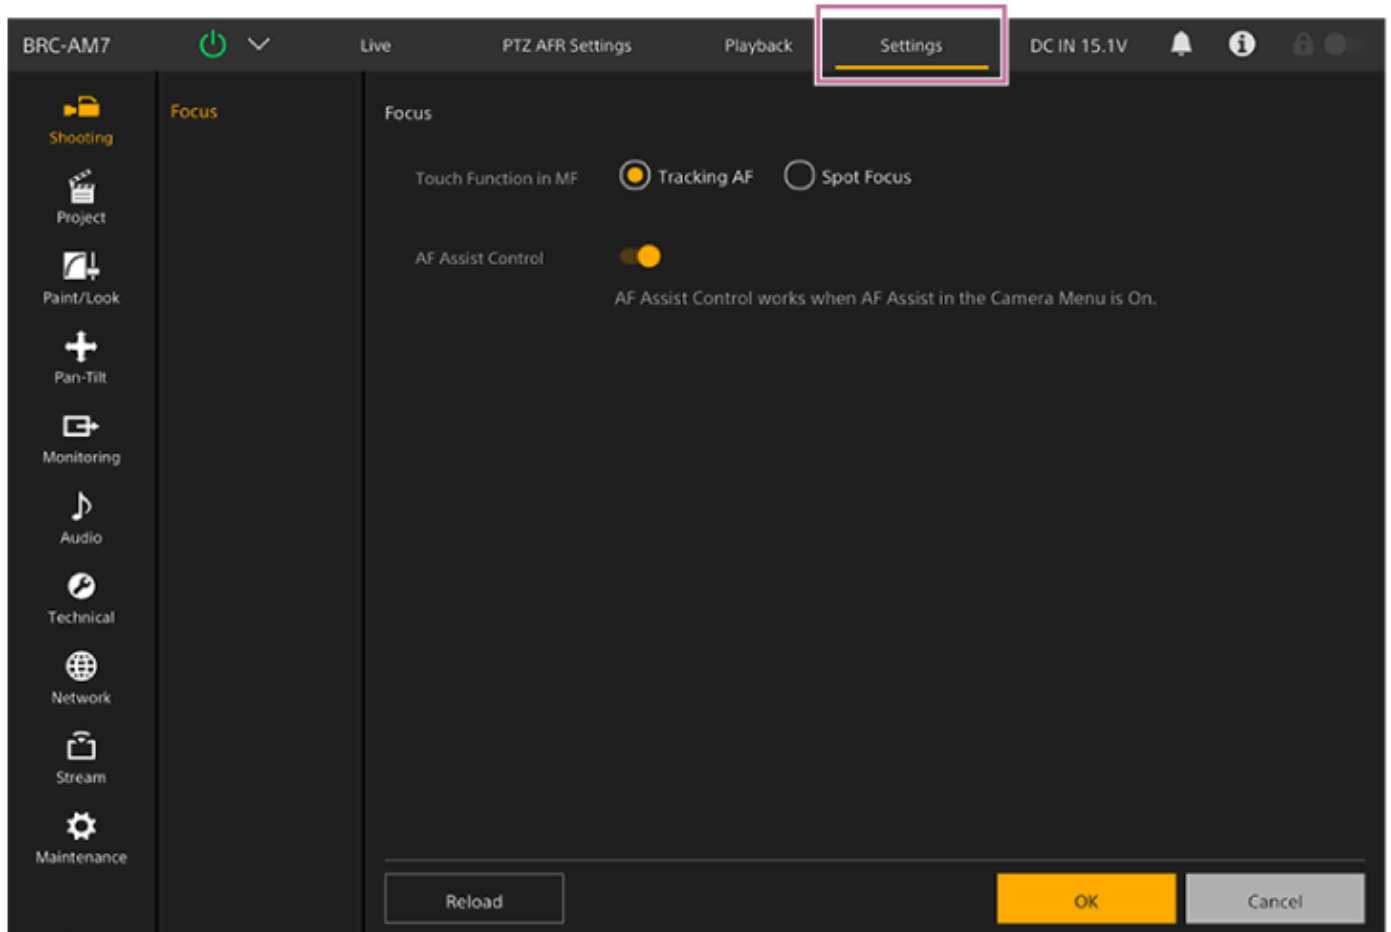 BRC-AM7 Live PTZ AFR Settings Playback Settings DC IN 15.1V
Shooting
Project
Paint/Look
Pan-Tilt
Monitoring
Audio
Technical
Network
Stream
Maintenance
Focus
Focus
Touch Function in MF Tracking AF Spot Focus
AF Assist Control
AF Assist Control works when AF Assist in the Camera Menu is On.
Reload OK Cancel